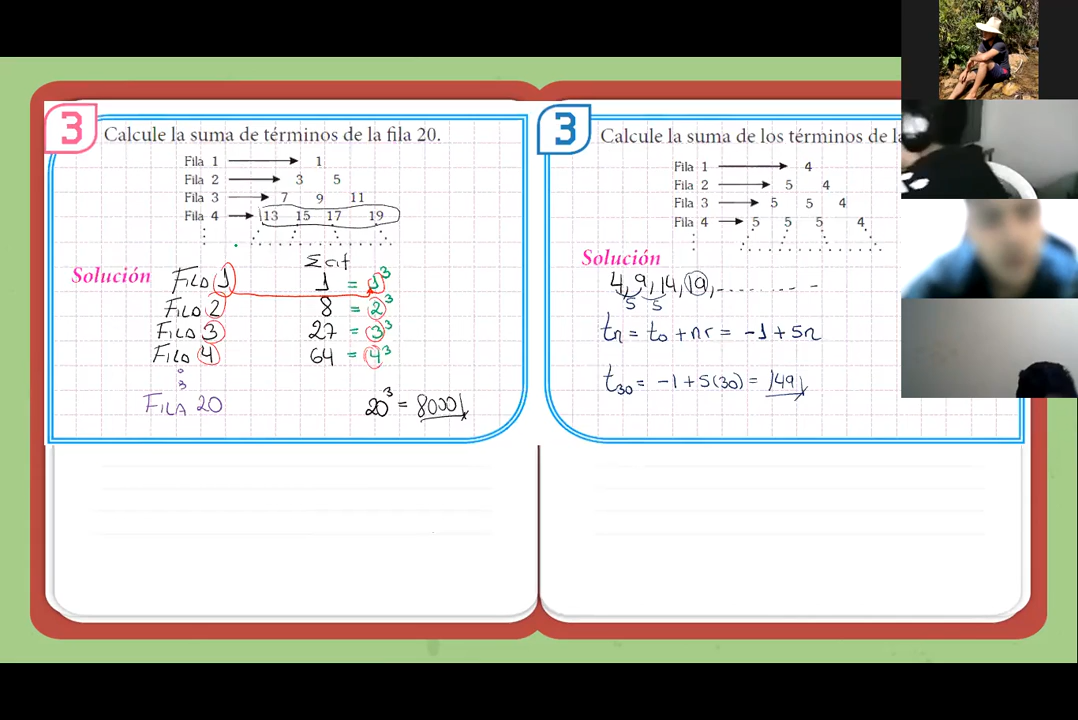 3 Calcule la suma de términos de la fila 20.
Fila 1 1
Fila 2 3 5
Fila 3 7 9 11
Fila 4 13 15 17 19
Solución
Σcif
FILA 1 1 = 1³
FILA 2 8 = 2³
FILA 3 27 = 3³
FILA 4 64 = 4³
FILA 20 20³ = 8000
3 Calcule la suma de los términos de la
Fila 1 4
Fila 2 5 4
Fila 3 5 5 4
Fila 4 5 5 5 4
Solución
4, 9, 14, 19, ........
5 5
tn = t0 + nr = -1 + 5n
t30 = -1 + 5(30) = 149